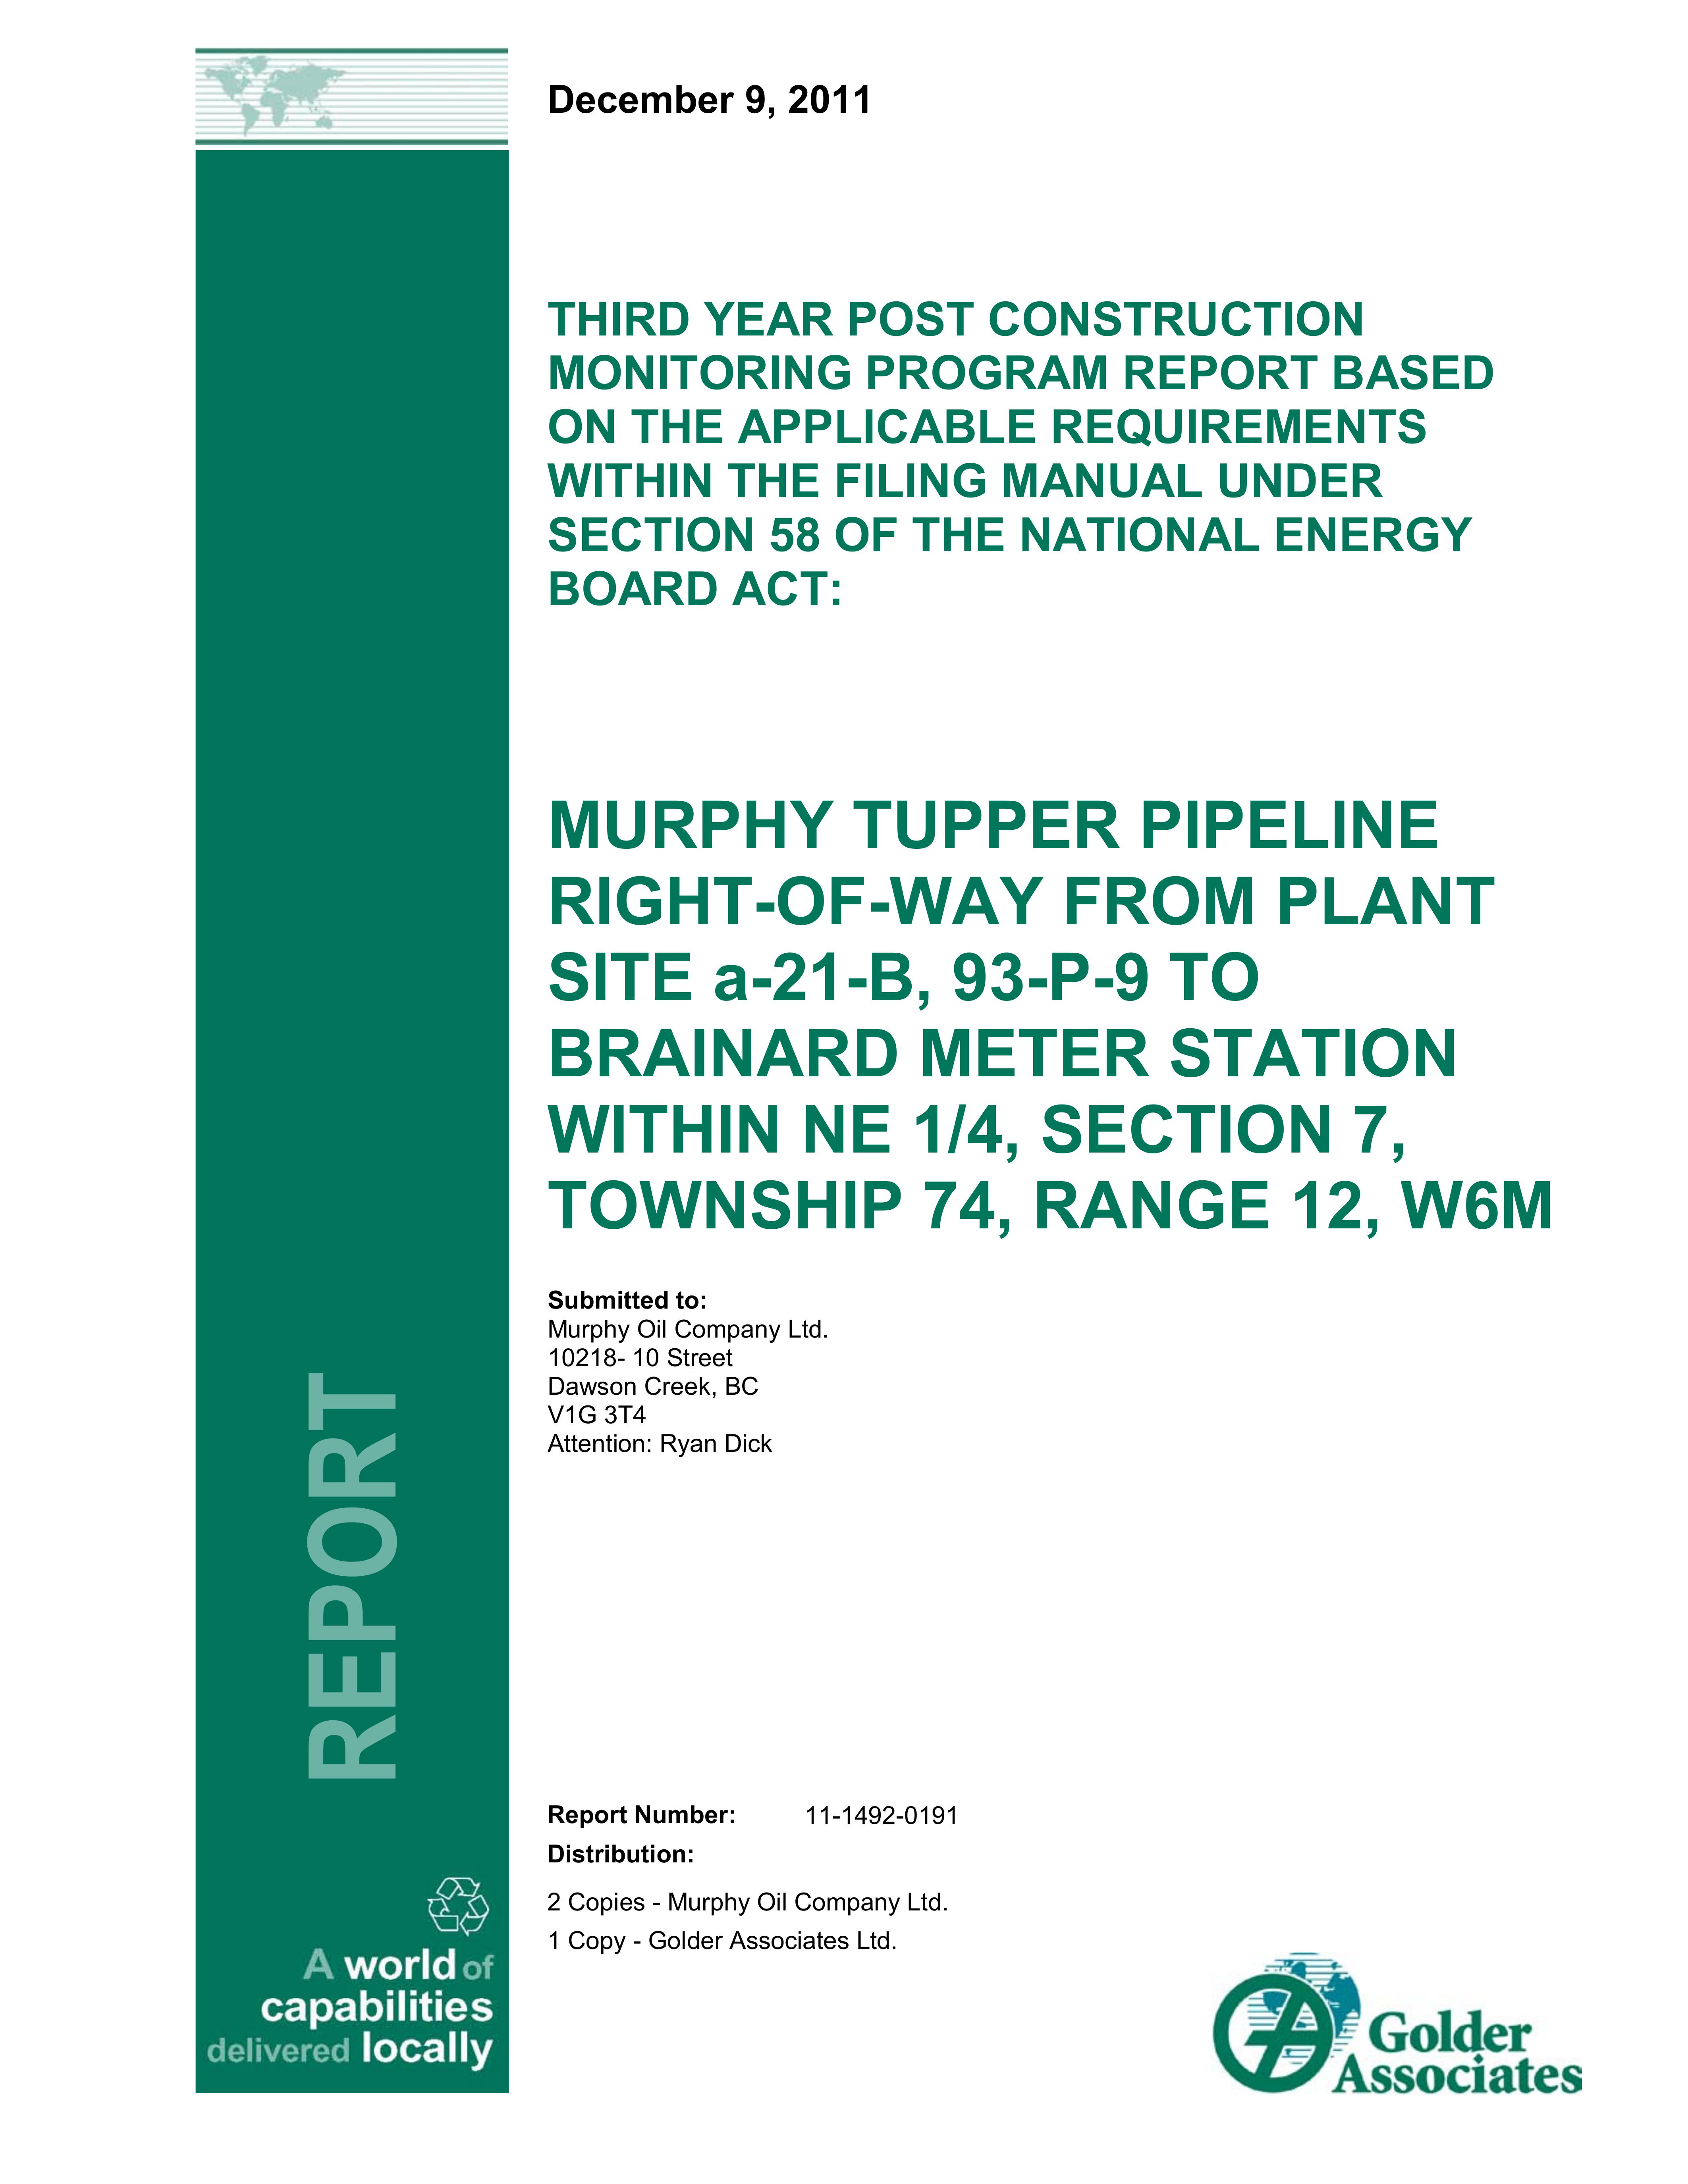 December 9, 2011
THIRD YEAR POST CONSTRUCTION
MONITORING PROGRAM REPORT BASED
ON THE APPLICABLE REQUIREMENTS
WITHIN THE FILING MANUAL UNDER
SECTION 58 OF THE NATIONAL ENERGY
BOARD ACT:
MURPHY TUPPER PIPELINE
RIGHT-OF-WAY FROM PLANT
SITE a-21-B, 93-P-9 TO
BRAINARD METER STATION
WITHIN NE 1/4, SECTION 7,
TOWNSHIP 74, RANGE 12, W6M
Submitted to:
Murphy Oil Company Ltd.
10218- 10 Street
Dawson Creek, BC
V1G 3T4
Attention: Ryan Dick
REPORT
Report Number: 11-1492-0191
Distribution:
2 Copies - Murphy Oil Company Ltd.
1 Copy - Golder Associates Ltd.
A world of
capabilities
delivered locally
Golder
Associates